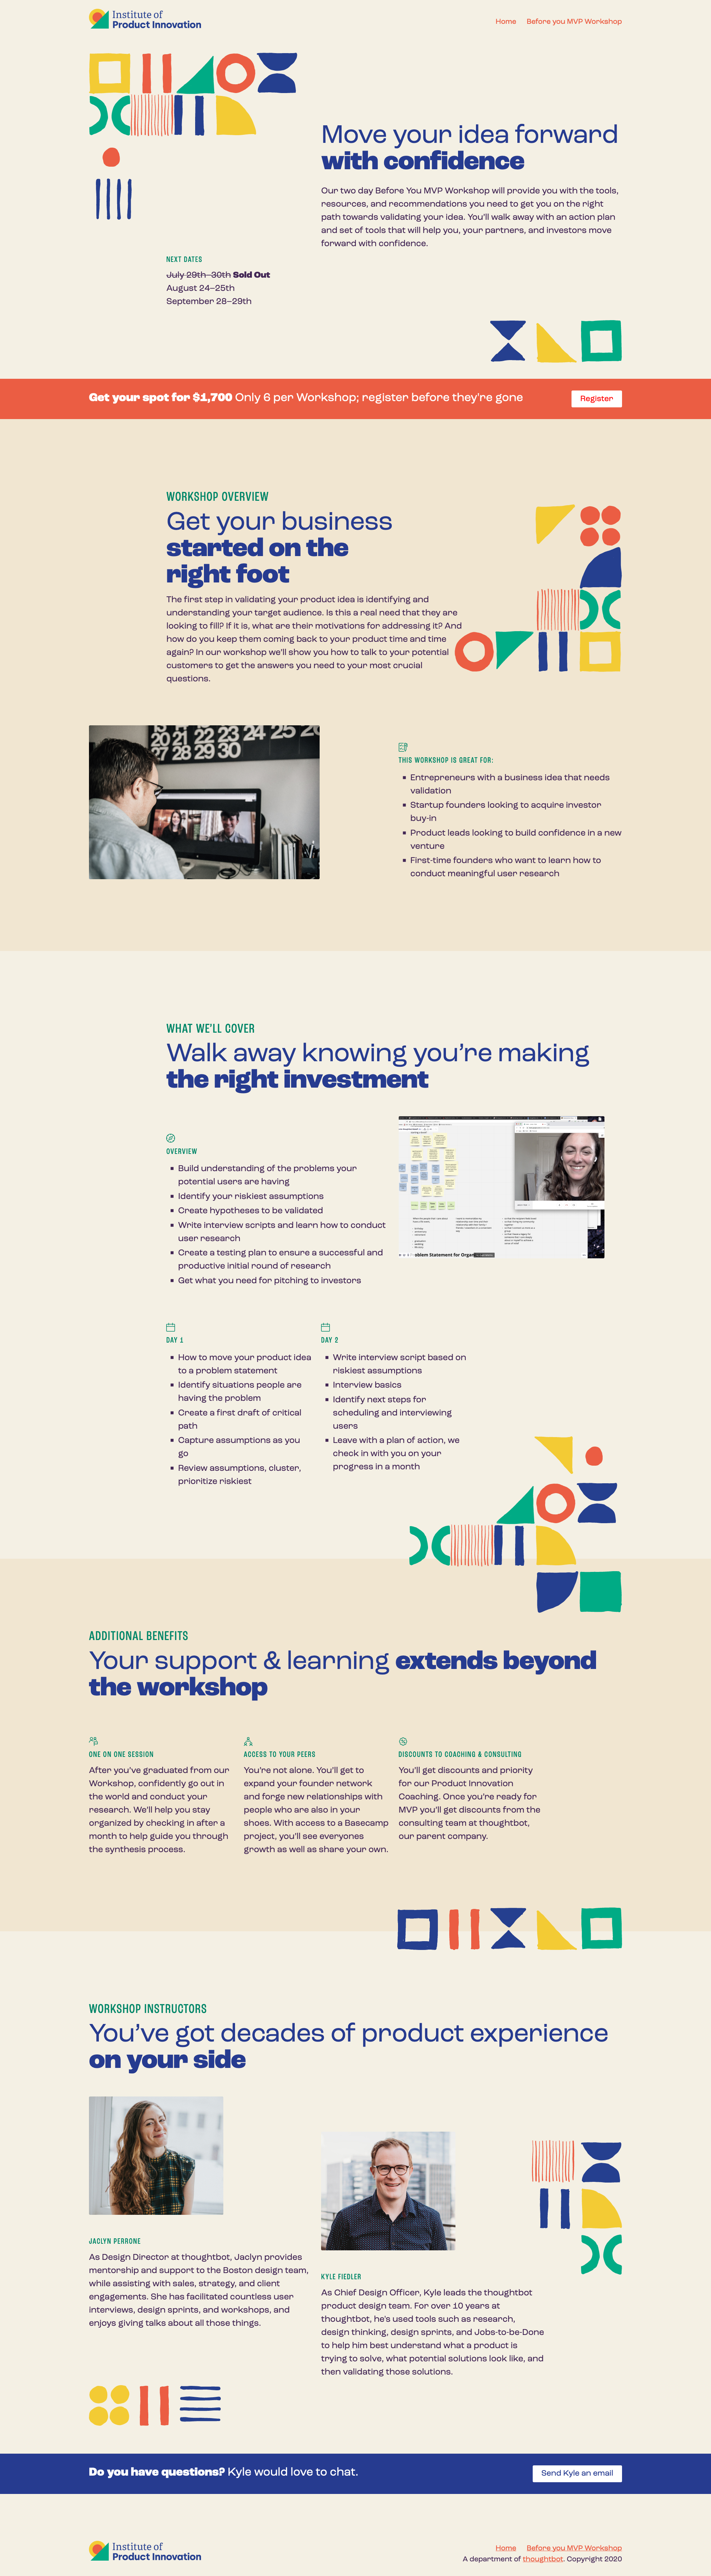 Institute of
Product Innovation
Home Before you MVP Workshop
Move your idea forward
with confidence
Our two day Before You MVP Workshop will provide you with the tools,
resources, and recommendations you need to get you on the right
path towards validating your idea. You’ll walk away with an action plan
and set of tools that will help you, your partners, and investors move
forward with confidence.
NEXT DATES
July 29th–30th Sold Out
August 24–25th
September 28–29th
Get your spot for $1,700 Only 6 per Workshop; register before they're gone
Register
WORKSHOP OVERVIEW
Get your business
started on the
right foot
The first step in validating your product idea is identifying and
understanding your target audience. Is this a real need that they are
looking to fill? If it is, what are their motivations for addressing it? And
how do you keep them coming back to your product time and time
again? In our workshop we’ll show you how to talk to your potential
customers to get the answers you need to your most crucial
questions.
20 21 22 23 24 25
27 28 29 30
THIS WORKSHOP IS GREAT FOR:
Entrepreneurs with a business idea that needs
validation
Startup founders looking to acquire investor
buy-in
Product leads looking to build confidence in a new
venture
First-time founders who want to learn how to
conduct meaningful user research
WHAT WE’LL COVER
Walk away knowing you’re making
the right investment
OVERVIEW
Build understanding of the problems your
potential users are having
Identify your riskiest assumptions
Create hypotheses to be validated
Write interview scripts and learn how to conduct
user research
Create a testing plan to ensure a successful and
productive initial round of research
Get what you need for pitching to investors
oblem Statement for Organ
DAY 1
How to move your product idea
to a problem statement
Identify situations people are
having the problem
Create a first draft of critical
path
Capture assumptions as you
go
Review assumptions, cluster,
prioritize riskiest
DAY 2
Write interview script based on
riskiest assumptions
Interview basics
Identify next steps for
scheduling and interviewing
users
Leave with a plan of action, we
check in with you on your
progress in a month
ADDITIONAL BENEFITS
Your support & learning extends beyond
the workshop
ONE ON ONE SESSION
After you’ve graduated from our
Workshop, confidently go out in
the world and conduct your
research. We’ll help you stay
organized by checking in after a
month to help guide you through
the synthesis process.
ACCESS TO YOUR PEERS
You’re not alone. You’ll get to
expand your founder network
and forge new relationships with
people who are also in your
shoes. With access to a Basecamp
project, you’ll see everyones
growth as well as share your own.
DISCOUNTS TO COACHING & CONSULTING
You’ll get discounts and priority
for our Product Innovation
Coaching. Once you’re ready for
MVP you’ll get discounts from the
consulting team at thoughtbot,
our parent company.
WORKSHOP INSTRUCTORS
You’ve got decades of product experience
on your side
JACLYN PERRONE
As Design Director at thoughtbot, Jaclyn provides
mentorship and support to the Boston design team,
while assisting with sales, strategy, and client
engagements. She has facilitated countless user
interviews, design sprints, and workshops, and
enjoys giving talks about all those things.
KYLE FIEDLER
As Chief Design Officer, Kyle leads the thoughtbot
product design team. For over 10 years at
thoughtbot, he's used tools such as research,
design thinking, design sprints, and Jobs-to-be-Done
to help him best understand what a product is
trying to solve, what potential solutions look like, and
then validating those solutions.
Do you have questions? Kyle would love to chat.
Send Kyle an email
Institute of
Product Innovation
Home Before you MVP Workshop
A department of thoughtbot. Copyright 2020